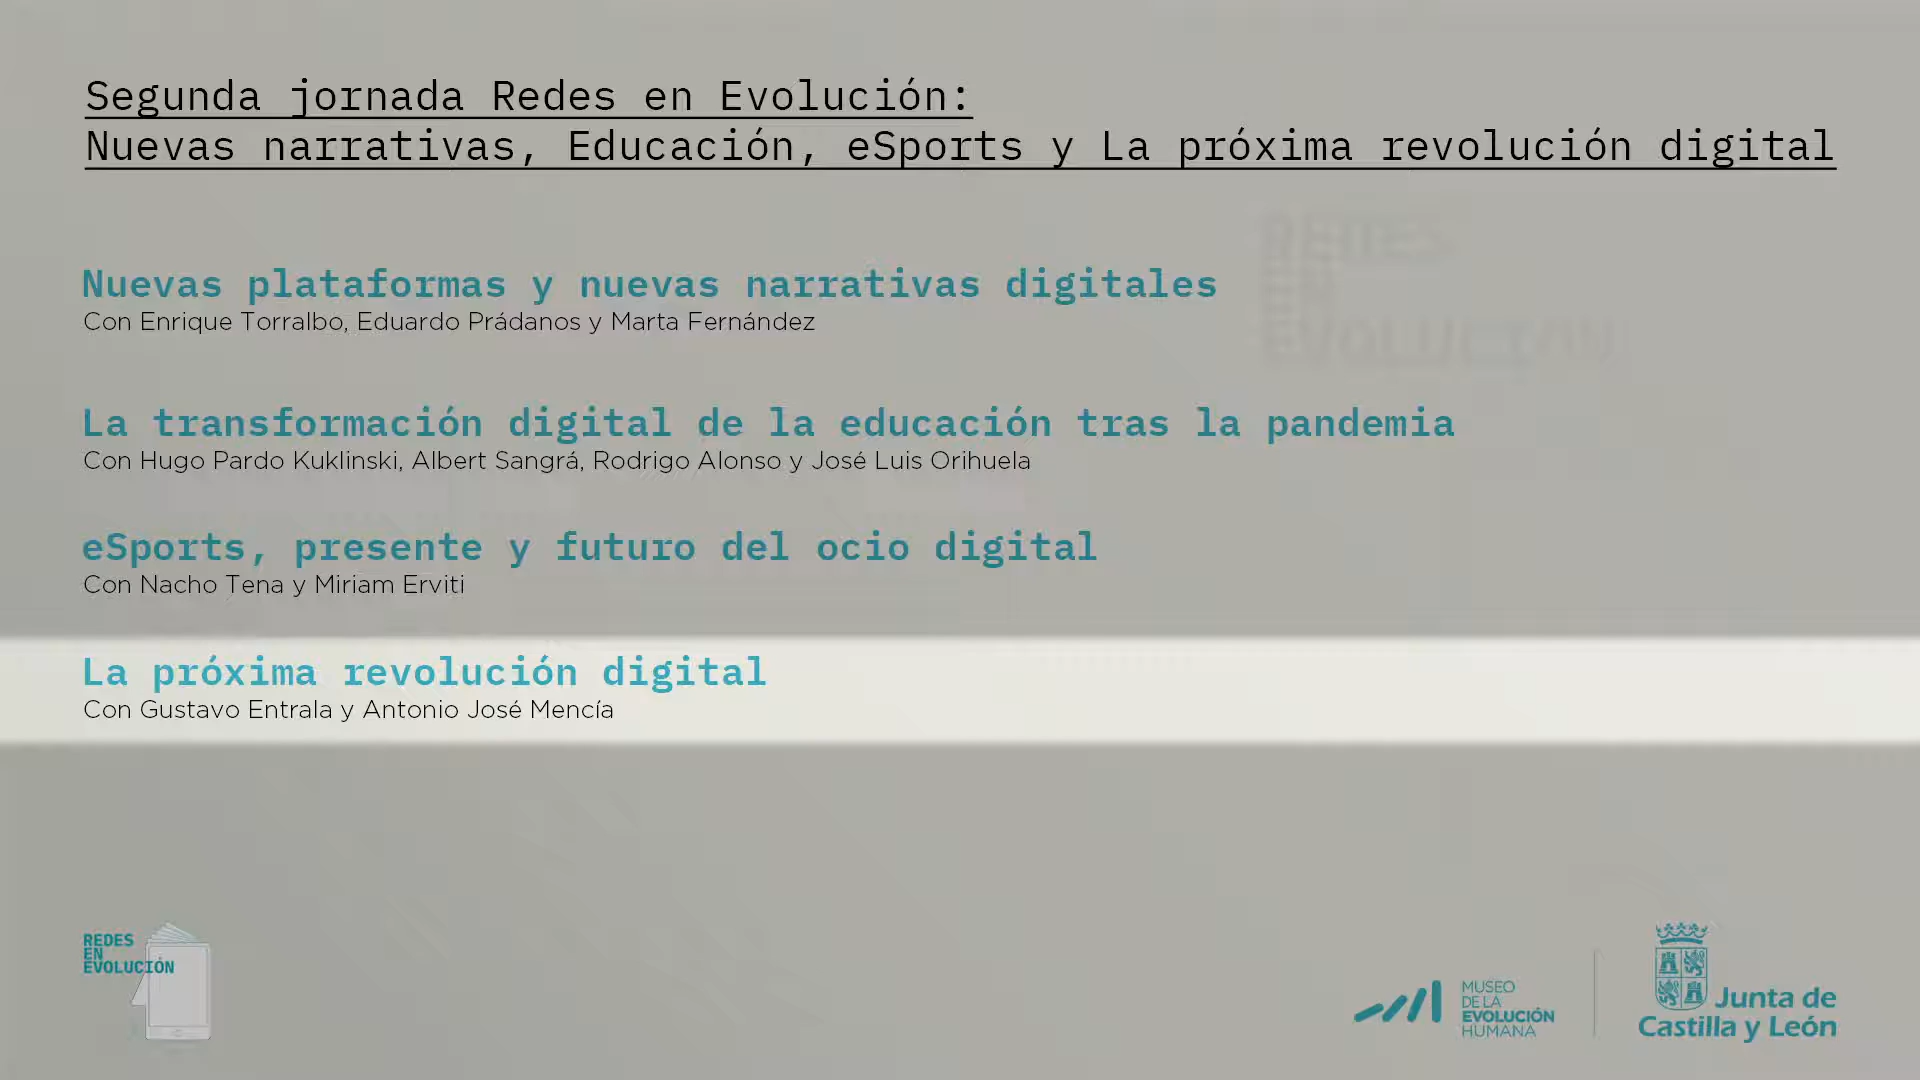 Segunda jornada Redes en Evolución:
Nuevas narrativas, Educación, eSports y La próxima revolución digital
REDES
EN
EVOLUCIÓN
Nuevas plataformas y nuevas narrativas digitales
Con Enrique Torralbo, Eduardo Prádanos y Marta Fernández
La transformación digital de la educación tras la pandemia
Con Hugo Pardo Kuklinski, Albert Sangrá, Rodrigo Alonso y José Luis Orihuela
eSports, presente y futuro del ocio digital
Con Nacho Tena y Miriam Erviti
La próxima revolución digital
Con Gustavo Entrala y Antonio José Mencía
REDES
EN
EVOLUCIÓN
MUSEO
DE LA
EVOLUCIÓN
HUMANA
Junta de
Castilla y León